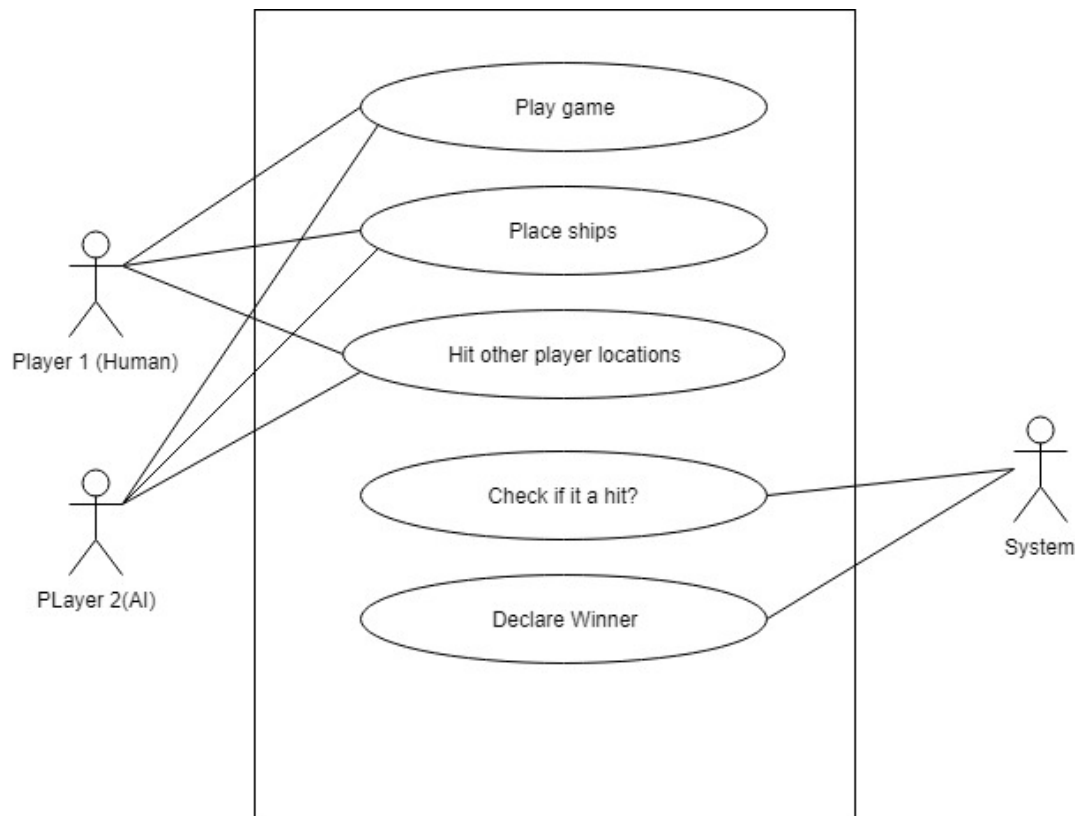 Play game
Place ships
Player 1 (Human)
Hit other player locations
Check if it a hit?
System
PLayer 2(AI)
Declare Winner